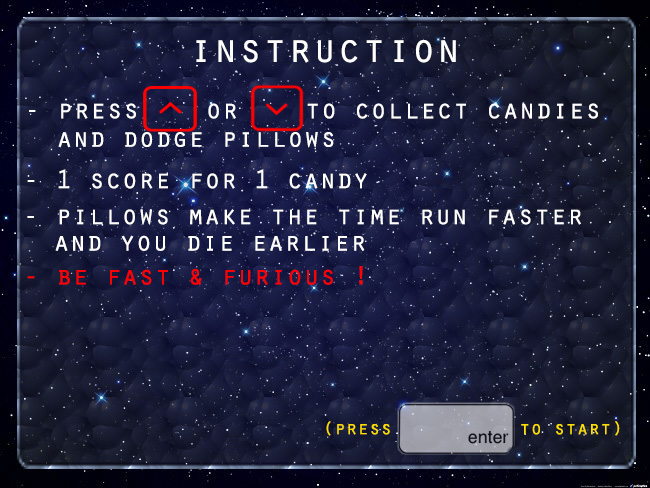 INSTRUCTION
- PRESS ^ OR v TO COLLECT CANDIES
AND DODGE PILLOWS
- 1 SCORE FOR 1 CANDY
- PILLOWS MAKE THE TIME RUN FASTER
AND YOU DIE EARLIER
- BE FAST & FURIOUS !
(PRESS enter TO START)